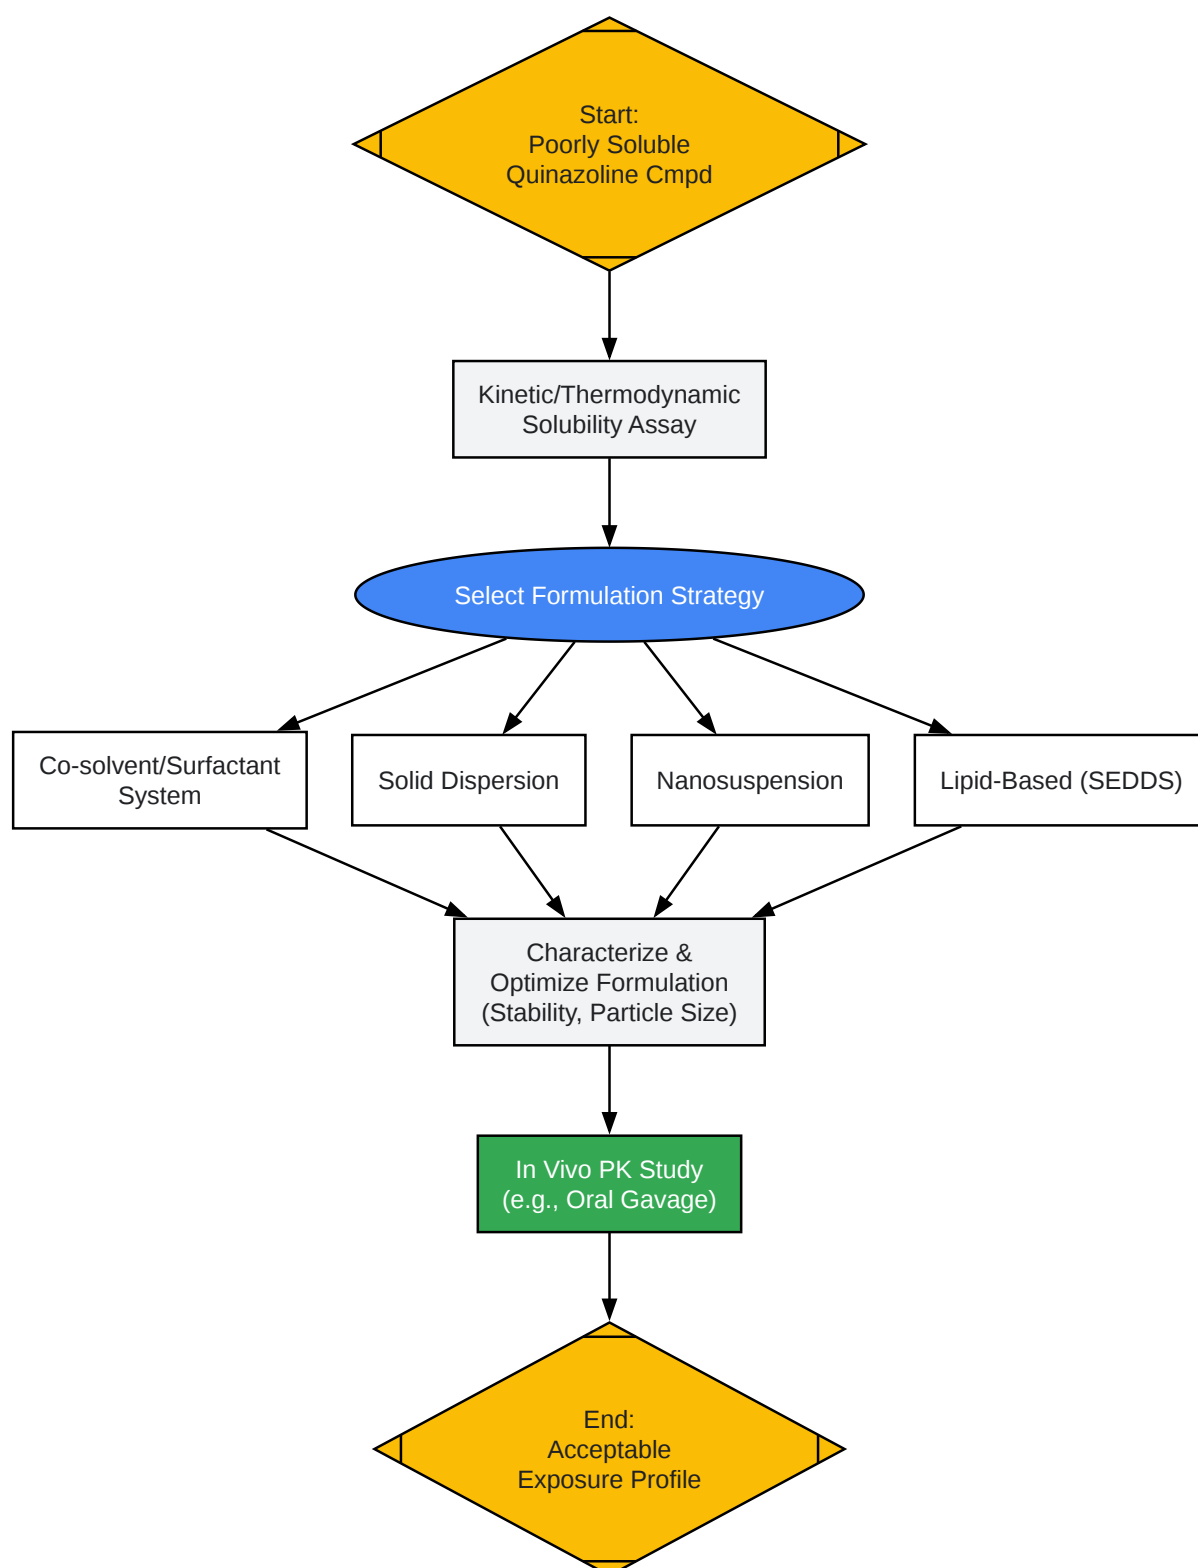 Start:
Poorly Soluble
Quinazoline Cmpd
Kinetic/Thermodynamic
Solubility Assay
Select Formulation Strategy
Co-solvent/Surfactant
System
Solid Dispersion
Nanosuspension
Lipid-Based (SEDDS)
Characterize &
Optimize Formulation
(Stability, Particle Size)
In Vivo PK Study
(e.g., Oral Gavage)
End:
Acceptable
Exposure Profile